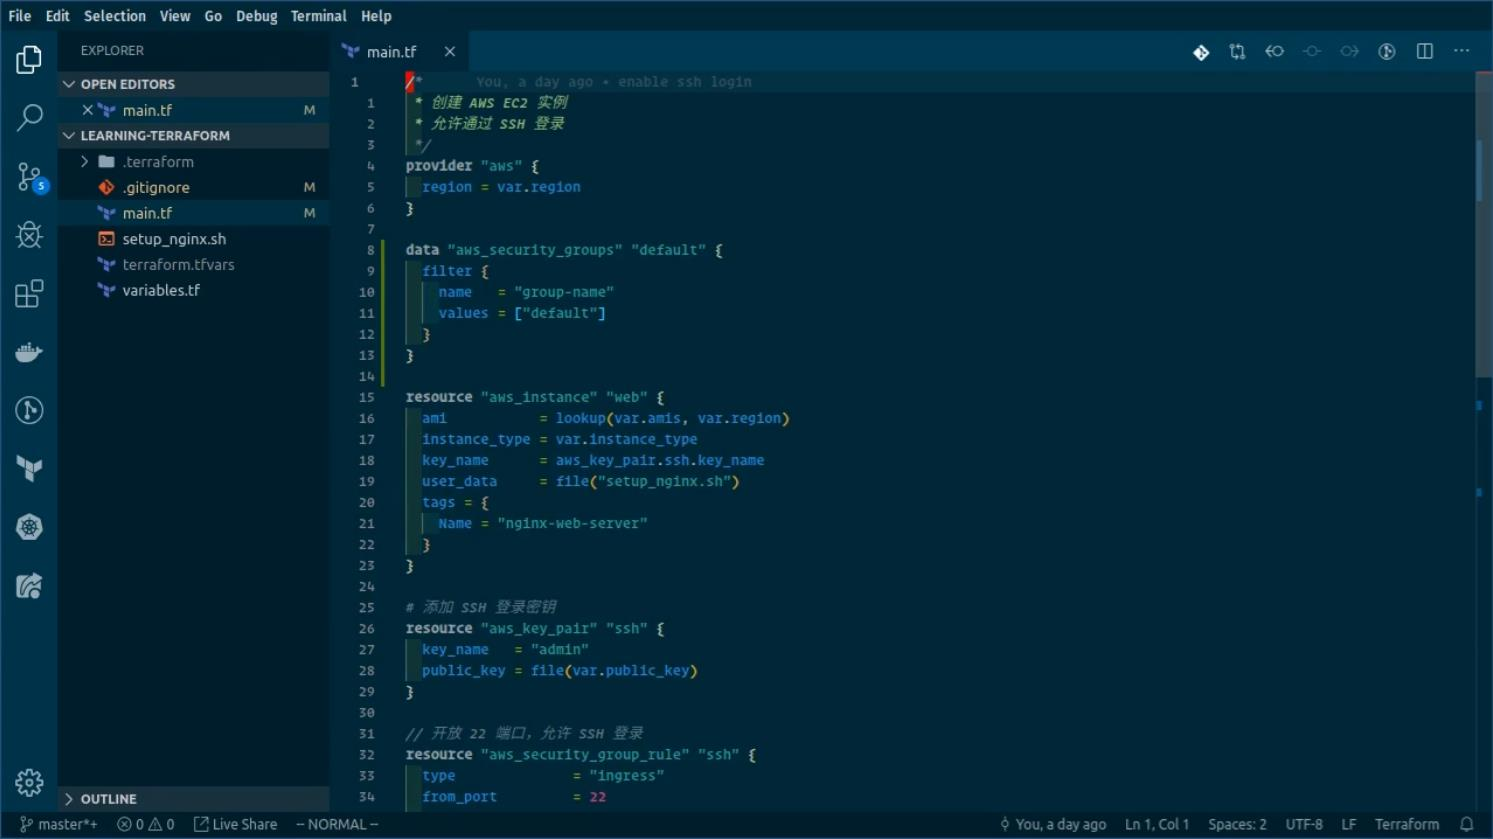 File Edit Selection View Go Debug Terminal Help
EXPLORER
OPEN EDITORS
main.tf M
LEARNING-TERRAFORM
.terraform
.gitignore M
main.tf M
setup_nginx.sh
terraform.tfvars
variables.tf
OUTLINE
5
main.tf
1 /* You, a day ago • enable ssh login
1 * 创建 AWS EC2 实例
2 * 允许通过 SSH 登录
3 */
4 provider "aws" {
5 region = var.region
6 }
7
8 data "aws_security_groups" "default" {
9 filter {
10 name = "group-name"
11 values = ["default"]
12 }
13 }
14
15 resource "aws_instance" "web" {
16 ami = lookup(var.amis, var.region)
17 instance_type = var.instance_type
18 key_name = aws_key_pair.ssh.key_name
19 user_data = file("setup_nginx.sh")
20 tags = {
21 Name = "nginx-web-server"
22 }
23 }
24
25 # 添加 SSH 登录密钥
26 resource "aws_key_pair" "ssh" {
27 key_name = "admin"
28 public_key = file(var.public_key)
29 }
30
31 // 开放 22 端口，允许 SSH 登录
32 resource "aws_security_group_rule" "ssh" {
33 type = "ingress"
34 from_port = 22
master*+ 0 0 Live Share -- NORMAL -- You, a day ago Ln 1, Col 1 Spaces: 2 UTF-8 LF Terraform